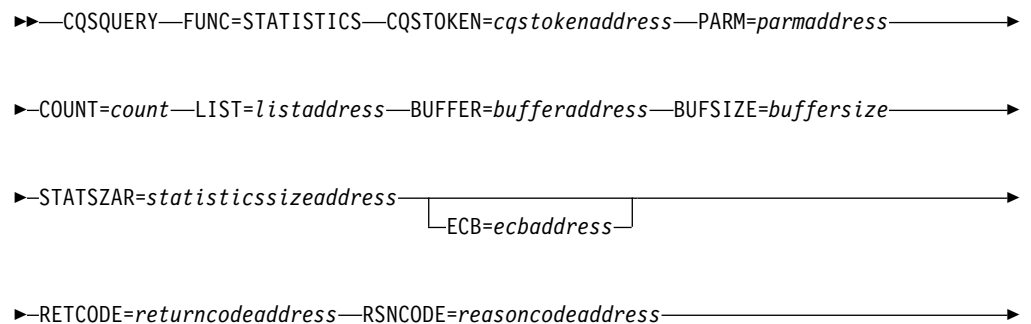 CQSQUERY FUNC=STATISTICS CQSTOKEN=cqstokenaddress PARM=parmaddress
COUNT=count LIST=listaddress BUFFER=bufferaddress BUFSIZE=buffersize
STATSZAR=statisticssizeaddress
ECB=ecbaddress
RETCODE=returncodeaddress RSNCODE=reasoncodeaddress